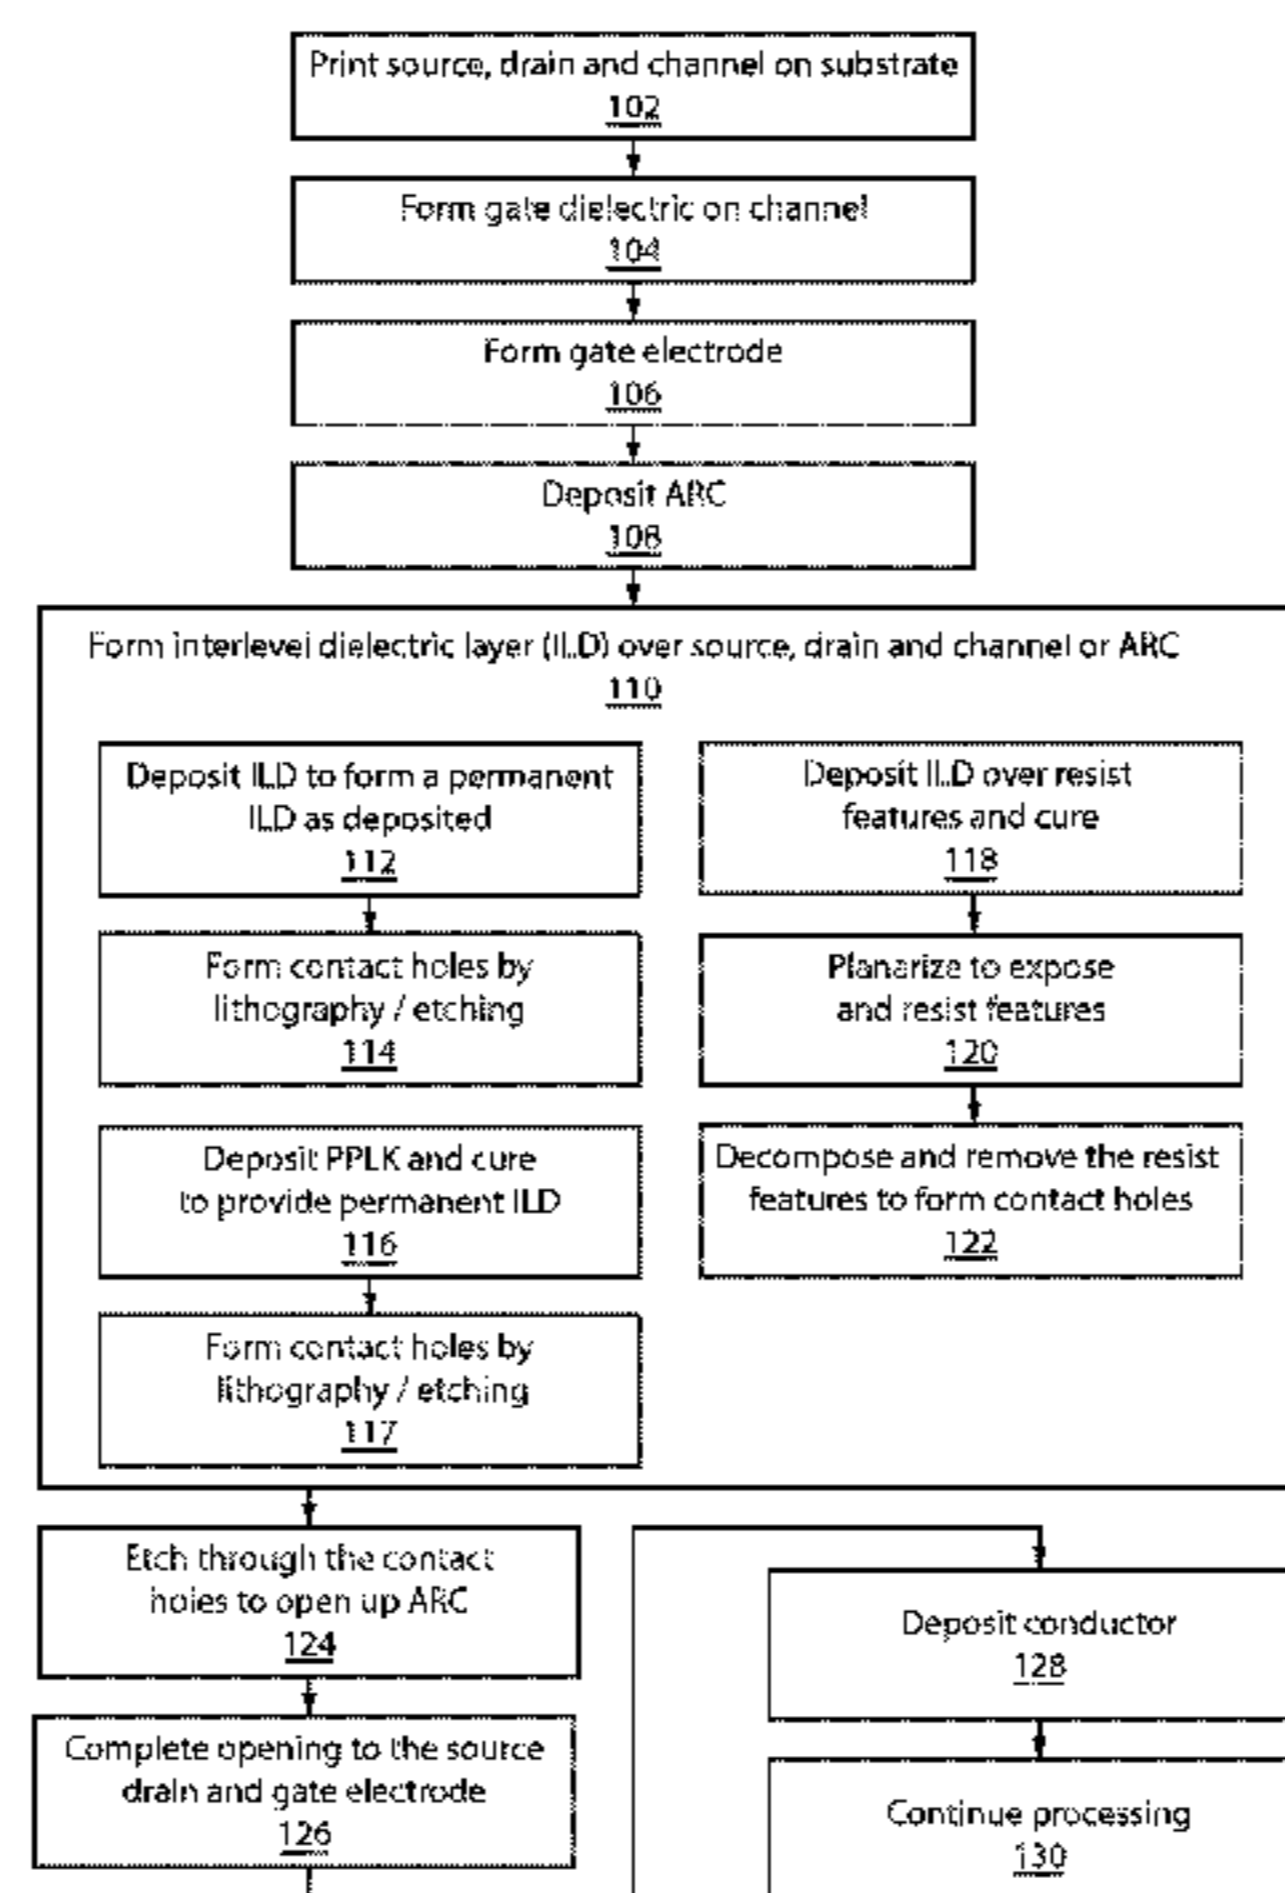 Print source, drain and channel on substrate
102
Form gate dielectric on channel
104
Form gate electrode
106
Deposit ARC
108
Form interlevel dielectric layer (ILD) over source, drain and channel or ARC
110
Deposit ILD to form a permanent
ILD as deposited
112
Form contact holes by
lithography / etching
114
Deposit PPLK and cure
to provide permanent ILD
116
Form contact holes by
lithography / etching
117
Deposit ILD over resist
features and cure
118
Planarize to expose
and resist features
120
Decompose and remove the resist
features to form contact holes
122
Etch through the contact
holes to open up ARC
124
Complete opening to the source
drain and gate electrode
126
Deposit conductor
128
Continue processing
130